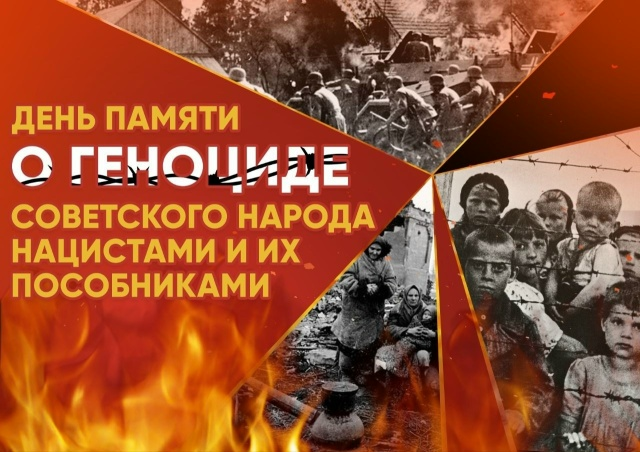 ДЕНЬ ПАМЯТИ
О ГЕНОЦИДЕ
СОВЕТСКОГО НАРОДА
НАЦИСТАМИ И ИХ
ПОСОБНИКАМИ